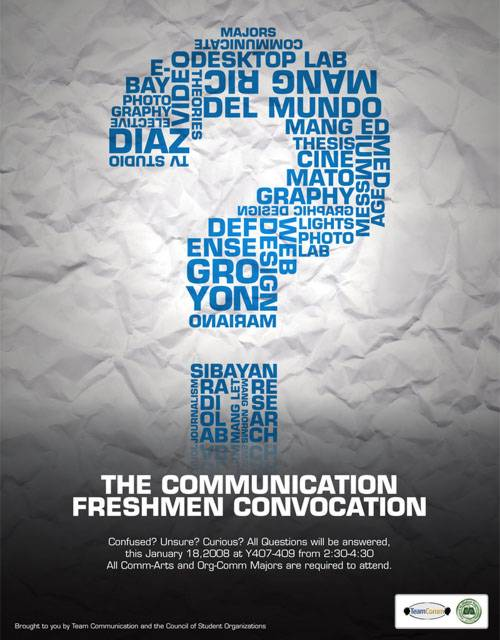 MAJORS
COMMUNICATE
ODESKTOP LAB
E-
BAY
VIDEO
THEORIES
MANG RIC
PHOTO
GRAPHY
DEL MUNDO
ELECTIVE
DIAZ
TV STUDIO
MANG ED
THESIS
CINE
MATO
GRAPHY
MEDIUM
MESSAGE
GRAPHIC DESIGN
DEF
ENSE
WEB
DESIGN
LIGHTS
PHOTO
LAB
GRO
YON
MARIANO
SIBAYAN
JOURNALISM
RA
DI
OL
AB
MANG LET
MANG NORMS
RE
SE
AR
CH
THE COMMUNICATION
FRESHMEN CONVOCATION
Confused? Unsure? Curious? All Questions will be answered,
this January 18,2008 at Y407-409 from 2:30-4:30
All Comm-Arts and Org-Comm Majors are required to attend.
TeamComm
Brought to you by Team Communication and the Council of Student Organizations